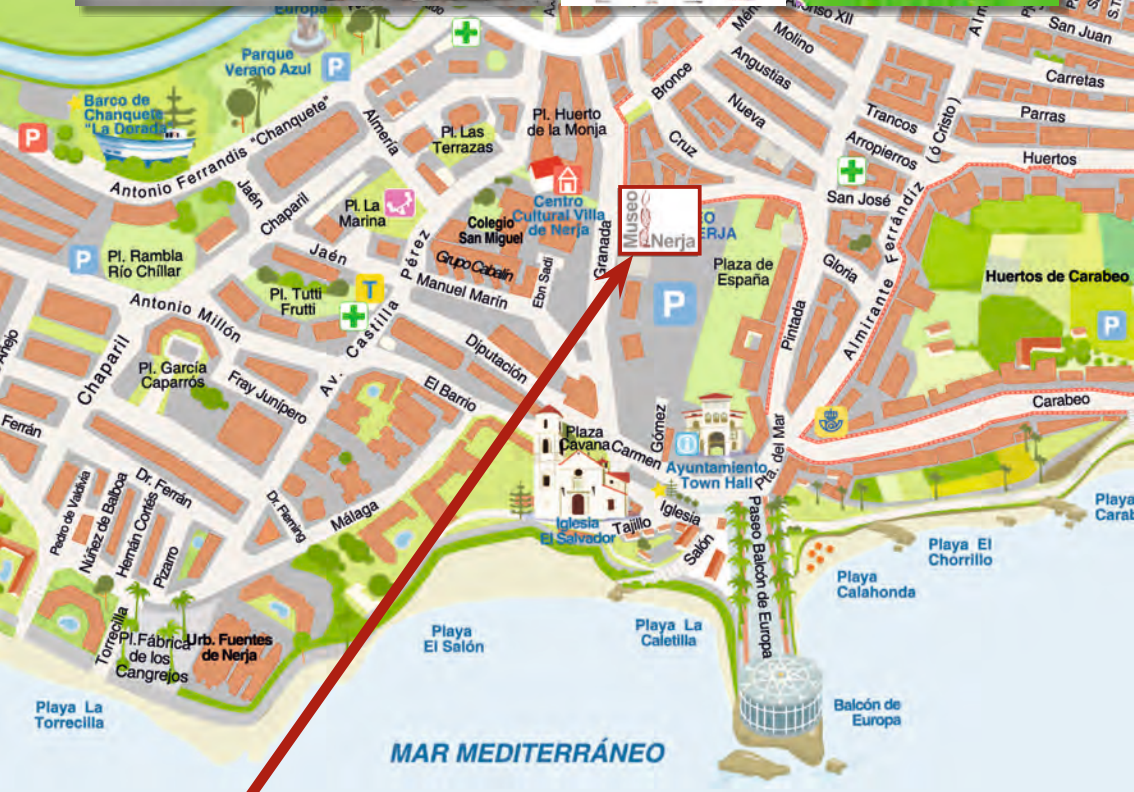 Europa
Alfonso XII
San Juan
Molino
Parque
Verano Azul
P
Bronce
Angustias
Carretas
Barco de
Chanquete
"La Dorada"
Almería
Pl. Las
Terrazas
Pl. Huerto
de la Monja
Nueva
Trancos
Parras
P
Cruz
Arropierros
( ó Cristo )
Huertos
Antonio Ferrandis "Chanquete"
Jaén
Chaparil
Pl. La
Marina
Colegio
San Miguel
Centro
Cultural Villa
de Nerja
Museo
Nerja
EO
ERJA
San José
P
Pl. Rambla
Río Chíllar
Jaén
Pérez
Grupo Cabalín
Granada
Plaza de
España
Gloria
Almirante Ferrándiz
Huertos de Carabeo
Pl. Tutti
Frutti
T
Manuel Marín
Ebn Sadí
P
Pintada
P
Antonio Millón
Av. Castilla
Anejo
Chaparil
Pl. García
Caparrós
Diputación
Fray Junípero
El Barrio
Carabeo
Ferrán
Plaza
Cavana
Carmen
Gómez
Pta. del Mar
Ayuntamiento
Town Hall
Pedro de Valdivia
Núñez de Balboa
Dr. Ferrán
Hernán Cortés
Pizarro
Dr. Fleming
Málaga
Iglesia
El Salvador
Tajillo
Iglesia
Salón
Paseo Balcón de Europa
Playa
Carab
Playa El
Chorrillo
Playa
Calahonda
Torrecilla
Pl.Fábrica
de los
Cangrejos
Urb. Fuentes
de Nerja
Playa
El Salón
Playa La
Caletilla
Playa La
Torrecilla
Balcón de
Europa
MAR MEDITERRÁNEO